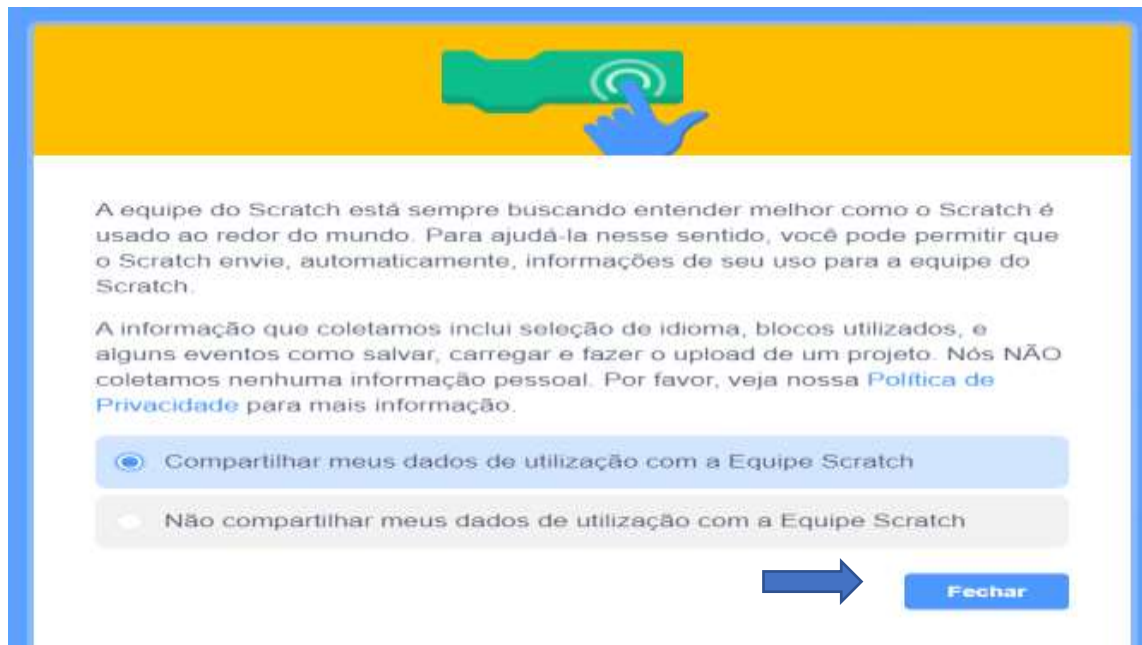 A equipe do Scratch está sempre buscando entender melhor como o Scratch é
usado ao redor do mundo. Para ajudá-la nesse sentido, você pode permitir que
o Scratch envie, automaticamente, informações de seu uso para a equipe do
Scratch.
A informação que coletamos inclui seleção de idioma, blocos utilizados, e
alguns eventos como salvar, carregar e fazer o upload de um projeto. Nós NÃO
coletamos nenhuma informação pessoal. Por favor, veja nossa Política de
Privacidade para mais informação.
Compartilhar meus dados de utilização com a Equipe Scratch
Não compartilhar meus dados de utilização com a Equipe Scratch
Fechar